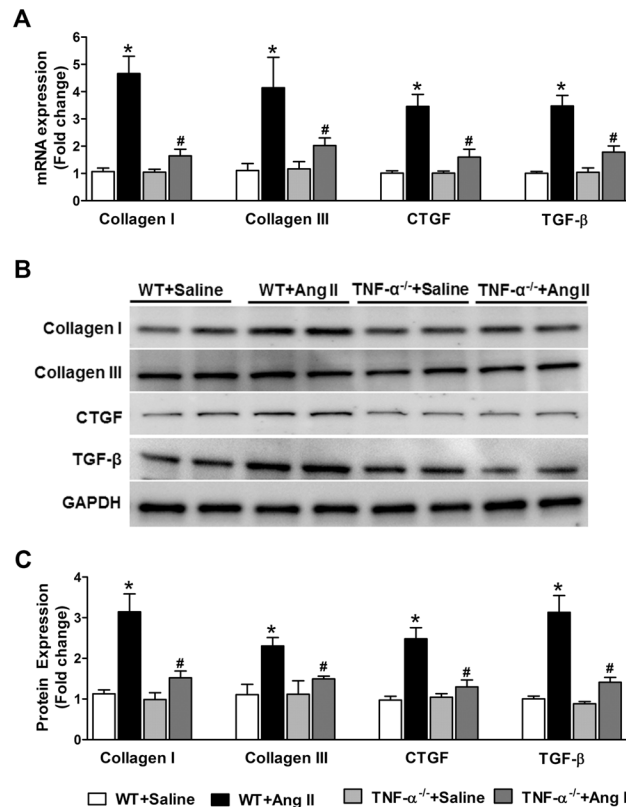 A
mRNA expression
(Fold change)
6
5
4
3
2
1
0
* # * # * # * #
Collagen I Collagen III CTGF TGF-β
B
WT+Saline WT+Ang II TNF-α⁻/⁻+Saline TNF-α⁻/⁻+Ang II
Collagen I
Collagen III
CTGF
TGF-β
GAPDH
C
Protein Expression
(Fold change)
4
3
2
1
0
* # * # * # * #
Collagen I Collagen III CTGF TGF-β
WT+Saline WT+Ang II TNF-α⁻/⁻+Saline TNF-α⁻/⁻+Ang I